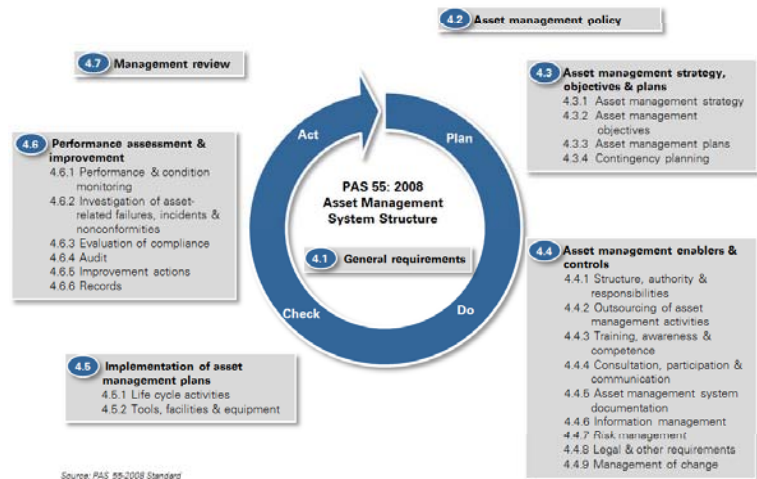 4.2 Asset management policy
4.7 Management review
4.3 Asset management strategy,
objectives & plans
4.3.1 Asset management strategy
4.3.2 Asset management
objectives
4.3.3 Asset management plans
4.3.4 Contingency planning
Act
Plan
4.6 Performance assessment &
improvement
4.6.1 Performance & condition
monitoring
4.6.2 Investigation of asset-
related failures, incidents &
nonconformities
4.6.3 Evaluation of compliance
4.6.4 Audit
4.6.5 Improvement actions
4.6.6 Records
PAS 55: 2008
Asset Management
System Structure
4.1 General requirements
4.4 Asset management enablers &
controls
4.4.1 Structure, authority &
responsibilities
4.4.2 Outsourcing of asset
management activities
4.4.3 Training, awareness &
competence
4.4.4 Consultation, participation &
communication
4.4.5 Asset management system
documentation
4.4.6 Information management
4.4.7 Risk management
4.4.8 Legal & other requirements
4.4.9 Management of change
Check
Do
4.5 Implementation of asset
management plans
4.5.1 Life cycle activities
4.5.2 Tools, facilities & equipment
Source: PAS 55-2008 Standard